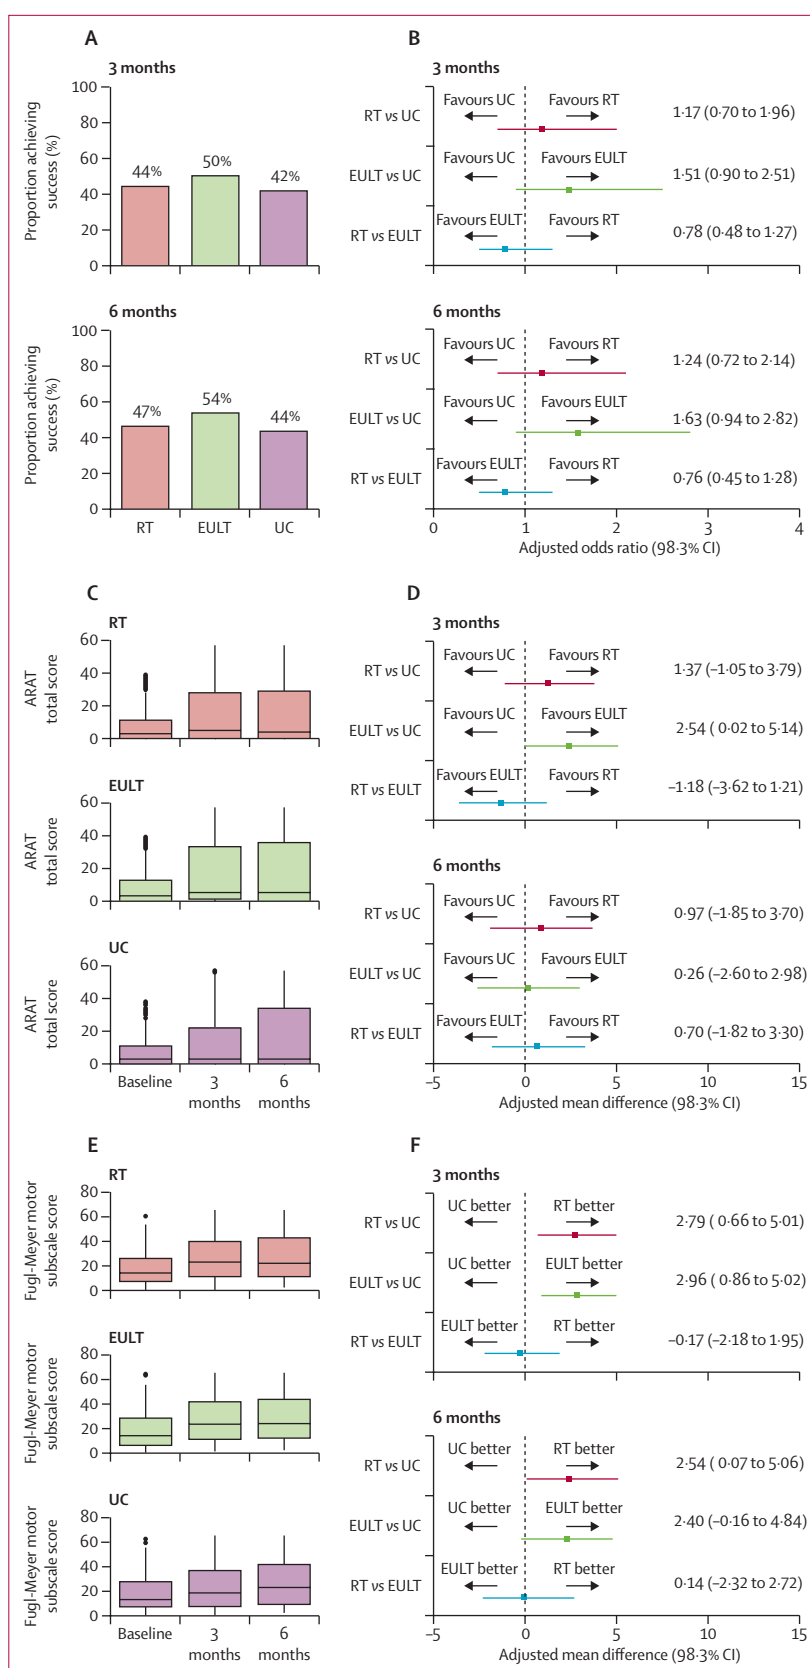 A
3 months
Proportion achieving
success (%)
100
80
60
40
20
0
44%
50%
42%
6 months
Proportion achieving
success (%)
100
80
60
40
20
0
47%
54%
44%
RT
EULT
UC
B
3 months
RT vs UC
Favours UC
Favours RT
1·17 (0·70 to 1·96)
EULT vs UC
Favours UC
Favours EULT
1·51 (0·90 to 2·51)
RT vs EULT
Favours EULT
Favours RT
0·78 (0·48 to 1·27)
6 months
RT vs UC
Favours UC
Favours RT
1·24 (0·72 to 2·14)
EULT vs UC
Favours UC
Favours EULT
1·63 (0·94 to 2·82)
RT vs EULT
Favours EULT
Favours RT
0·76 (0·45 to 1·28)
0
1
2
3
4
Adjusted odds ratio (98·3% CI)
C
RT
ARAT
total score
60
40
20
0
EULT
ARAT
total score
60
40
20
0
UC
ARAT
total score
60
40
20
0
Baseline
3
months
6
months
D
3 months
RT vs UC
Favours UC
Favours RT
1·37 (–1·05 to 3·79)
EULT vs UC
Favours UC
Favours EULT
2·54 ( 0·02 to 5·14)
RT vs EULT
Favours EULT
Favours RT
–1·18 (–3·62 to 1·21)
6 months
RT vs UC
Favours UC
Favours RT
0·97 (–1·85 to 3·70)
EULT vs UC
Favours UC
Favours EULT
0·26 (–2·60 to 2·98)
RT vs EULT
Favours EULT
Favours RT
0·70 (–1·82 to 3·30)
–5
0
5
10
15
Adjusted mean difference (98·3% CI)
E
RT
Fugl-Meyer motor
subscale score
80
60
40
20
0
EULT
Fugl-Meyer motor
subscale score
80
60
40
20
0
UC
Fugl-Meyer motor
subscale score
80
60
40
20
0
Baseline
3
months
6
months
F
3 months
RT vs UC
UC better
RT better
2·79 ( 0·66 to 5·01)
EULT vs UC
UC better
EULT better
2·96 ( 0·86 to 5·02)
RT vs EULT
EULT better
RT better
–0·17 (–2·18 to 1·95)
6 months
RT vs UC
UC better
RT better
2·54 ( 0·07 to 5·06)
EULT vs UC
UC better
EULT better
2·40 (–0·16 to 4·84)
RT vs EULT
EULT better
RT better
0·14 (–2·32 to 2·72)
–5
0
5
10
15
Adjusted mean difference (98·3% CI)